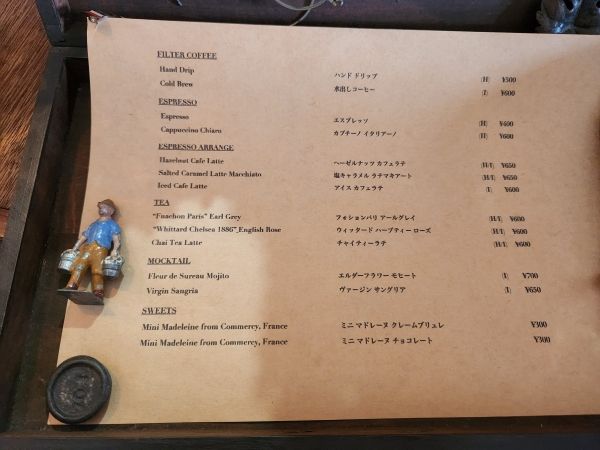 FILTER COFFEE
Hand Drip ハンド ドリップ (H) ¥500
Cold Brew 水出しコーヒー (I) ¥600
ESPRESSO
Espresso エスプレッソ (H) ¥400
Cappuccino Chiaro カプチーノ イタリアーノ (H) ¥600
ESPRESSO ARRANGE
Hazelnut Cafe Latte ヘーゼルナッツ カフェラテ (H/I) ¥650
Salted Caramel Latte Macchiato 塩キャラメル ラテマキアート (H/I) ¥650
Iced Cafe Latte アイス カフェラテ (I) ¥600
TEA
"Fauchon Paris" Earl Grey フォションパリ アールグレイ (H/I) ¥600
"Whittard Chelsea 1886" English Rose ウィッタード ハーブティー ローズ (H/I) ¥600
Chai Tea Latte チャイティーラテ (H/I) ¥600
MOCKTAIL
Fleur de Sureau Mojito エルダーフラワー モヒート (I) ¥700
Virgin Sangria ヴァージン サングリア (I) ¥650
SWEETS
Mini Madeleine from Commercy, France ミニ マドレーヌ クレームブリュレ ¥300
Mini Madeleine from Commercy, France ミニ マドレーヌ チョコレート ¥300